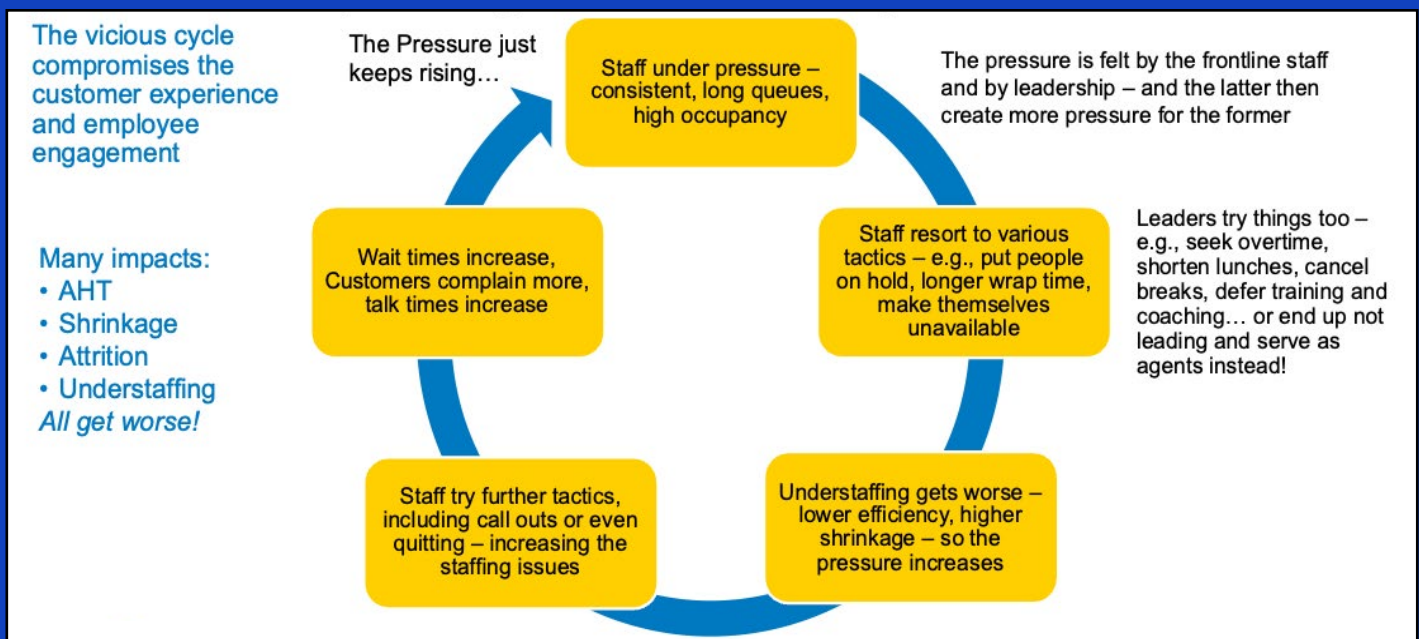 The vicious cycle
compromises the
customer experience
and employee
engagement
Many impacts:
• AHT
• Shrinkage
• Attrition
• Understaffing
All get worse!
The Pressure just
keeps rising…
Staff under pressure –
consistent, long queues,
high occupancy
The pressure is felt by the frontline staff
and by leadership – and the latter then
create more pressure for the former
Staff resort to various
tactics – e.g., put people
on hold, longer wrap time,
make themselves
unavailable
Leaders try things too –
e.g., seek overtime,
shorten lunches, cancel
breaks, defer training and
coaching… or end up not
leading and serve as
agents instead!
Understaffing gets worse –
lower efficiency, higher
shrinkage – so the
pressure increases
Staff try further tactics,
including call outs or even
quitting – increasing the
staffing issues
Wait times increase,
Customers complain more,
talk times increase